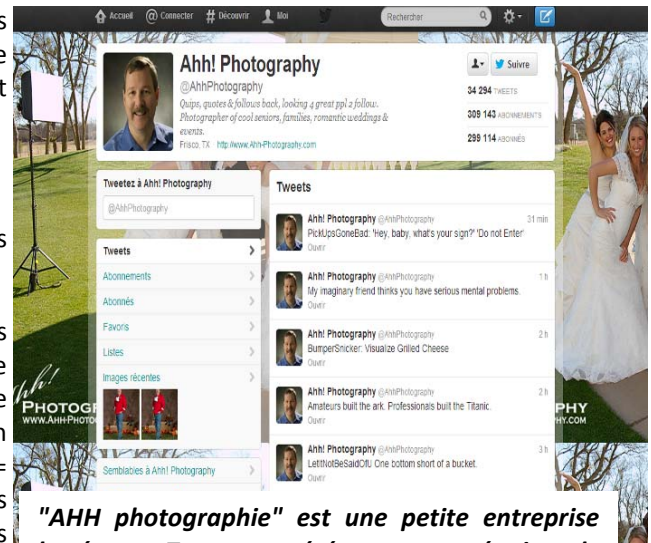 Accueil @ Connecter # Découvrir Moi Rechercher
Ahh! Photography
@AhhPhotography
Quips, quotes & follows back, looking 4 great ppl 2 follow.
Photographer of cool seniors, families, romantic weddings &
events.
Frisco, TX http://www.Ahh-Photography.com
Suivre
34 294 TWEETS
309 143 ABONNEMENTS
299 114 ABONNÉS
Tweetez à Ahh! Photography
@AhhPhotography
Tweets
Abonnements
Abonnés
Favoris
Listes
Images récentes
Semblables à Ahh! Photography
Tweets
Ahh! Photography @AhhPhotography 31 min
PickUpsGoneBad: 'Hey, baby, what's your sign?' 'Do not Enter'
Ouvrir
Ahh! Photography @AhhPhotography 1 h
My imaginary friend thinks you have serious mental problems.
Ouvrir
Ahh! Photography @AhhPhotography 2 h
BumperSnicker: Visualize Grilled Cheese
Ouvrir
Ahh! Photography @AhhPhotography 2 h
Amateurs built the ark. Professionals built the Titanic.
Ouvrir
Ahh! Photography @AhhPhotography 3 h
LetItNotBeSaidOfU One bottom short of a bucket.
Ouvrir
"AHH photographie" est une petite entreprise